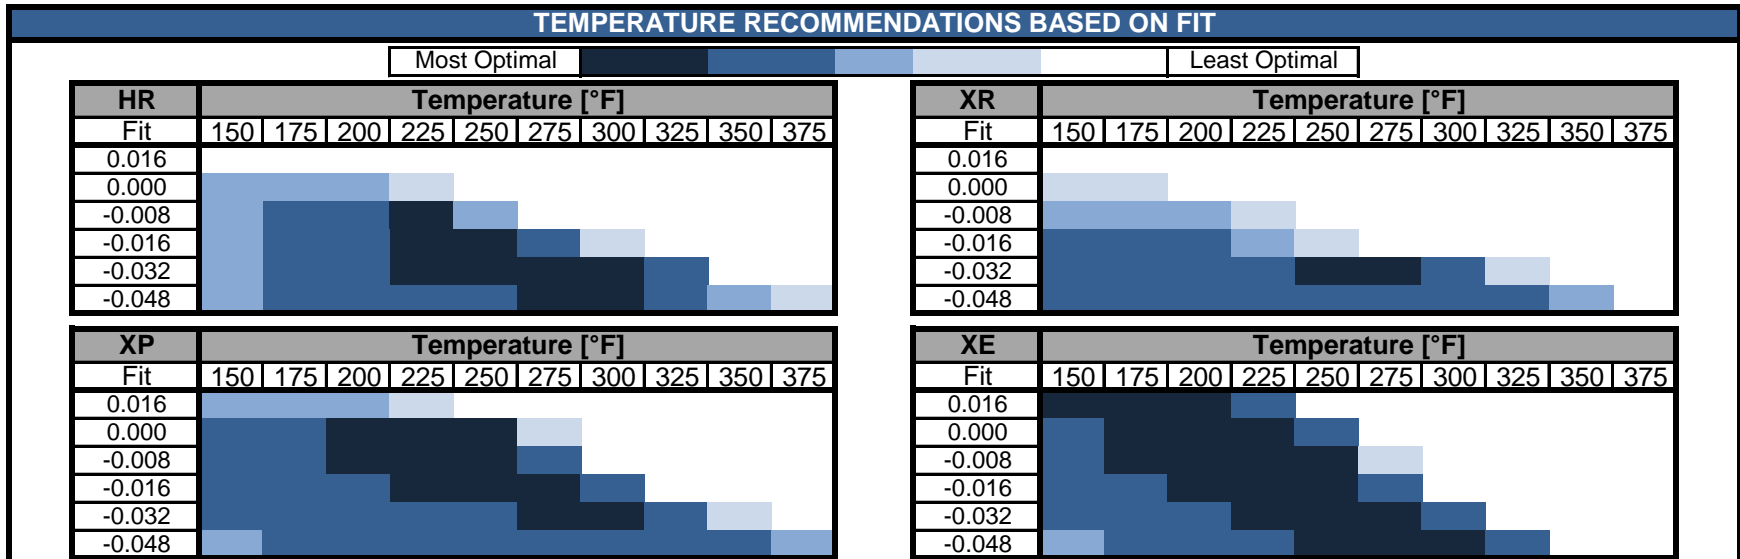 TEMPERATURE RECOMMENDATIONS BASED ON FIT
Most Optimal Least Optimal
HR Temperature [°F]
Fit 150 175 200 225 250 275 300 325 350 375
0.016
0.000
-0.008
-0.016
-0.032
-0.048
XR Temperature [°F]
Fit 150 175 200 225 250 275 300 325 350 375
0.016
0.000
-0.008
-0.016
-0.032
-0.048
XP Temperature [°F]
Fit 150 175 200 225 250 275 300 325 350 375
0.016
0.000
-0.008
-0.016
-0.032
-0.048
XE Temperature [°F]
Fit 150 175 200 225 250 275 300 325 350 375
0.016
0.000
-0.008
-0.016
-0.032
-0.048